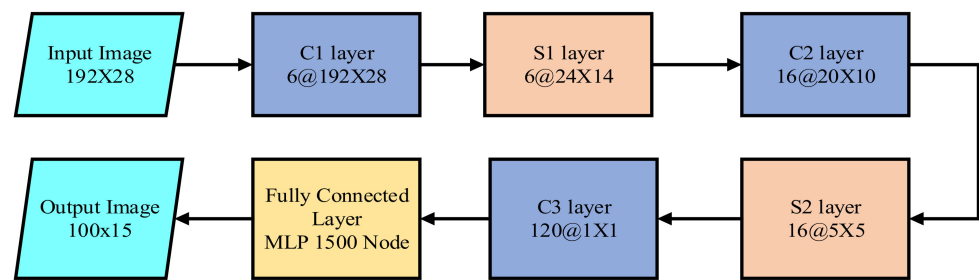 Input Image
192X28
C1 layer
6@192X28
S1 layer
6@24X14
C2 layer
16@20X10
S2 layer
16@5X5
C3 layer
120@1X1
Fully Connected
Layer
MLP 1500 Node
Output Image
100x15